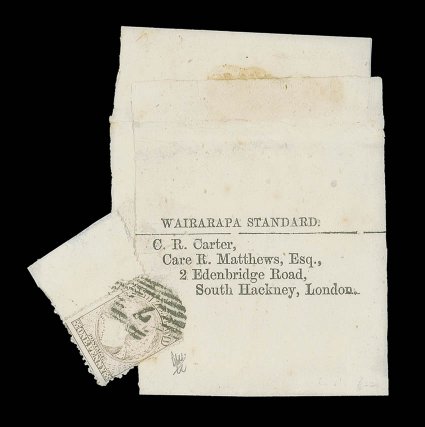 WAIRARAPA STANDARD.
C. R. Carter,
Care R. Matthews, Esq.,
2 Edenbridge Road,
South Hackney, London.